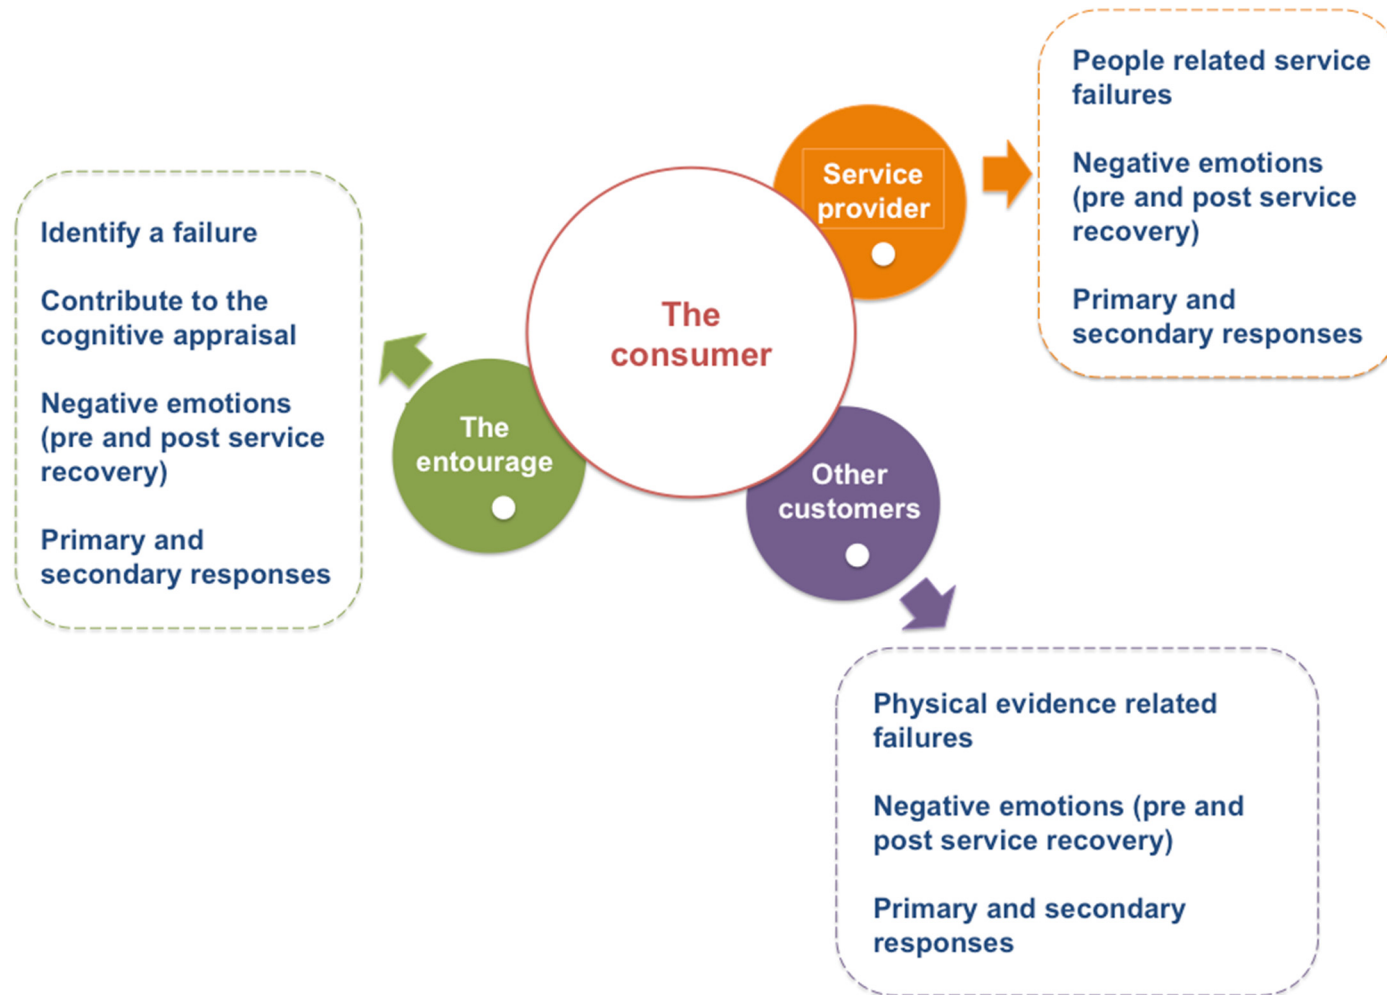 The
consumer
Service
provider
People related service
failures
Negative emotions
(pre and post service
recovery)
Primary and
secondary responses
The
entourage
Identify a failure
Contribute to the
cognitive appraisal
Negative emotions
(pre and post service
recovery)
Primary and
secondary responses
Other
customers
Physical evidence related
failures
Negative emotions (pre and
post service recovery)
Primary and secondary
responses